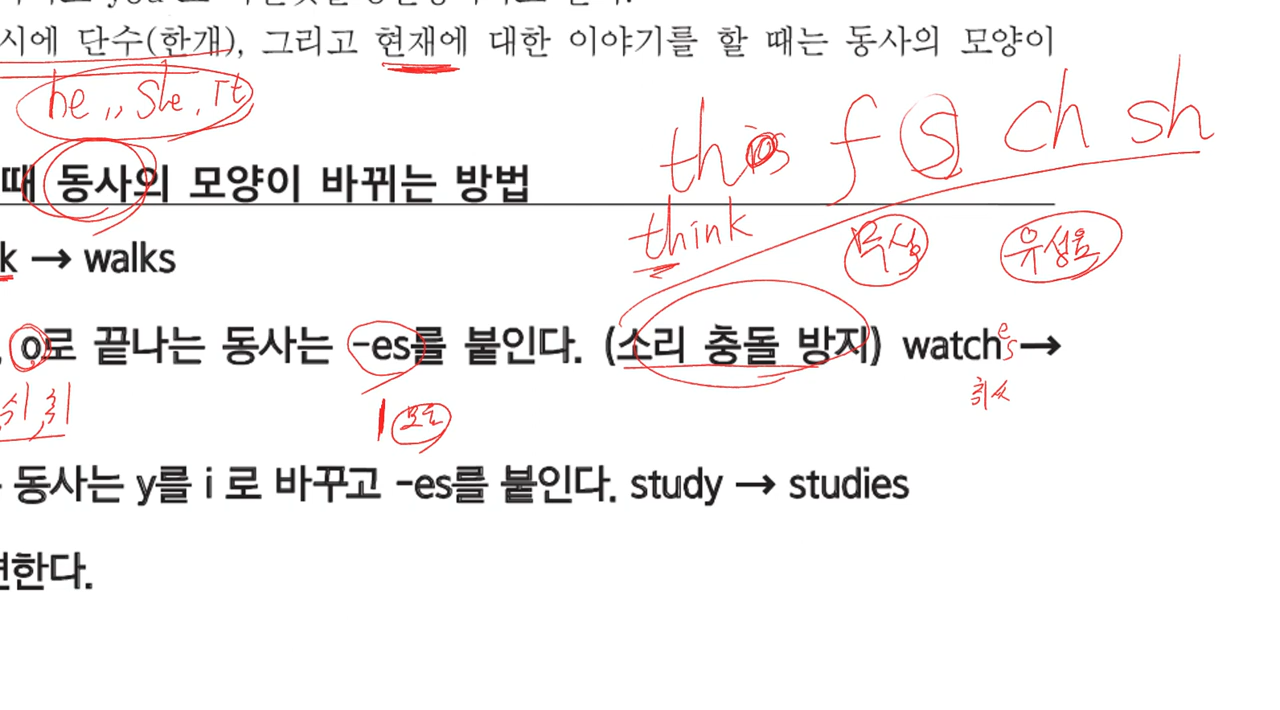 시에 단수(한개), 그리고 현재에 대한 이야기를 할 때는 동사의 모양이
he,, she, It
this f s ch sh
때 동사의 모양이 바뀌는 방법
think
무성 유성음
k → walks
o로 끝나는 동사는 -es를 붙인다. (소리 충돌 방지) watches →
모음
동사는 y를 i 로 바꾸고 -es를 붙인다. study → studies
한다.